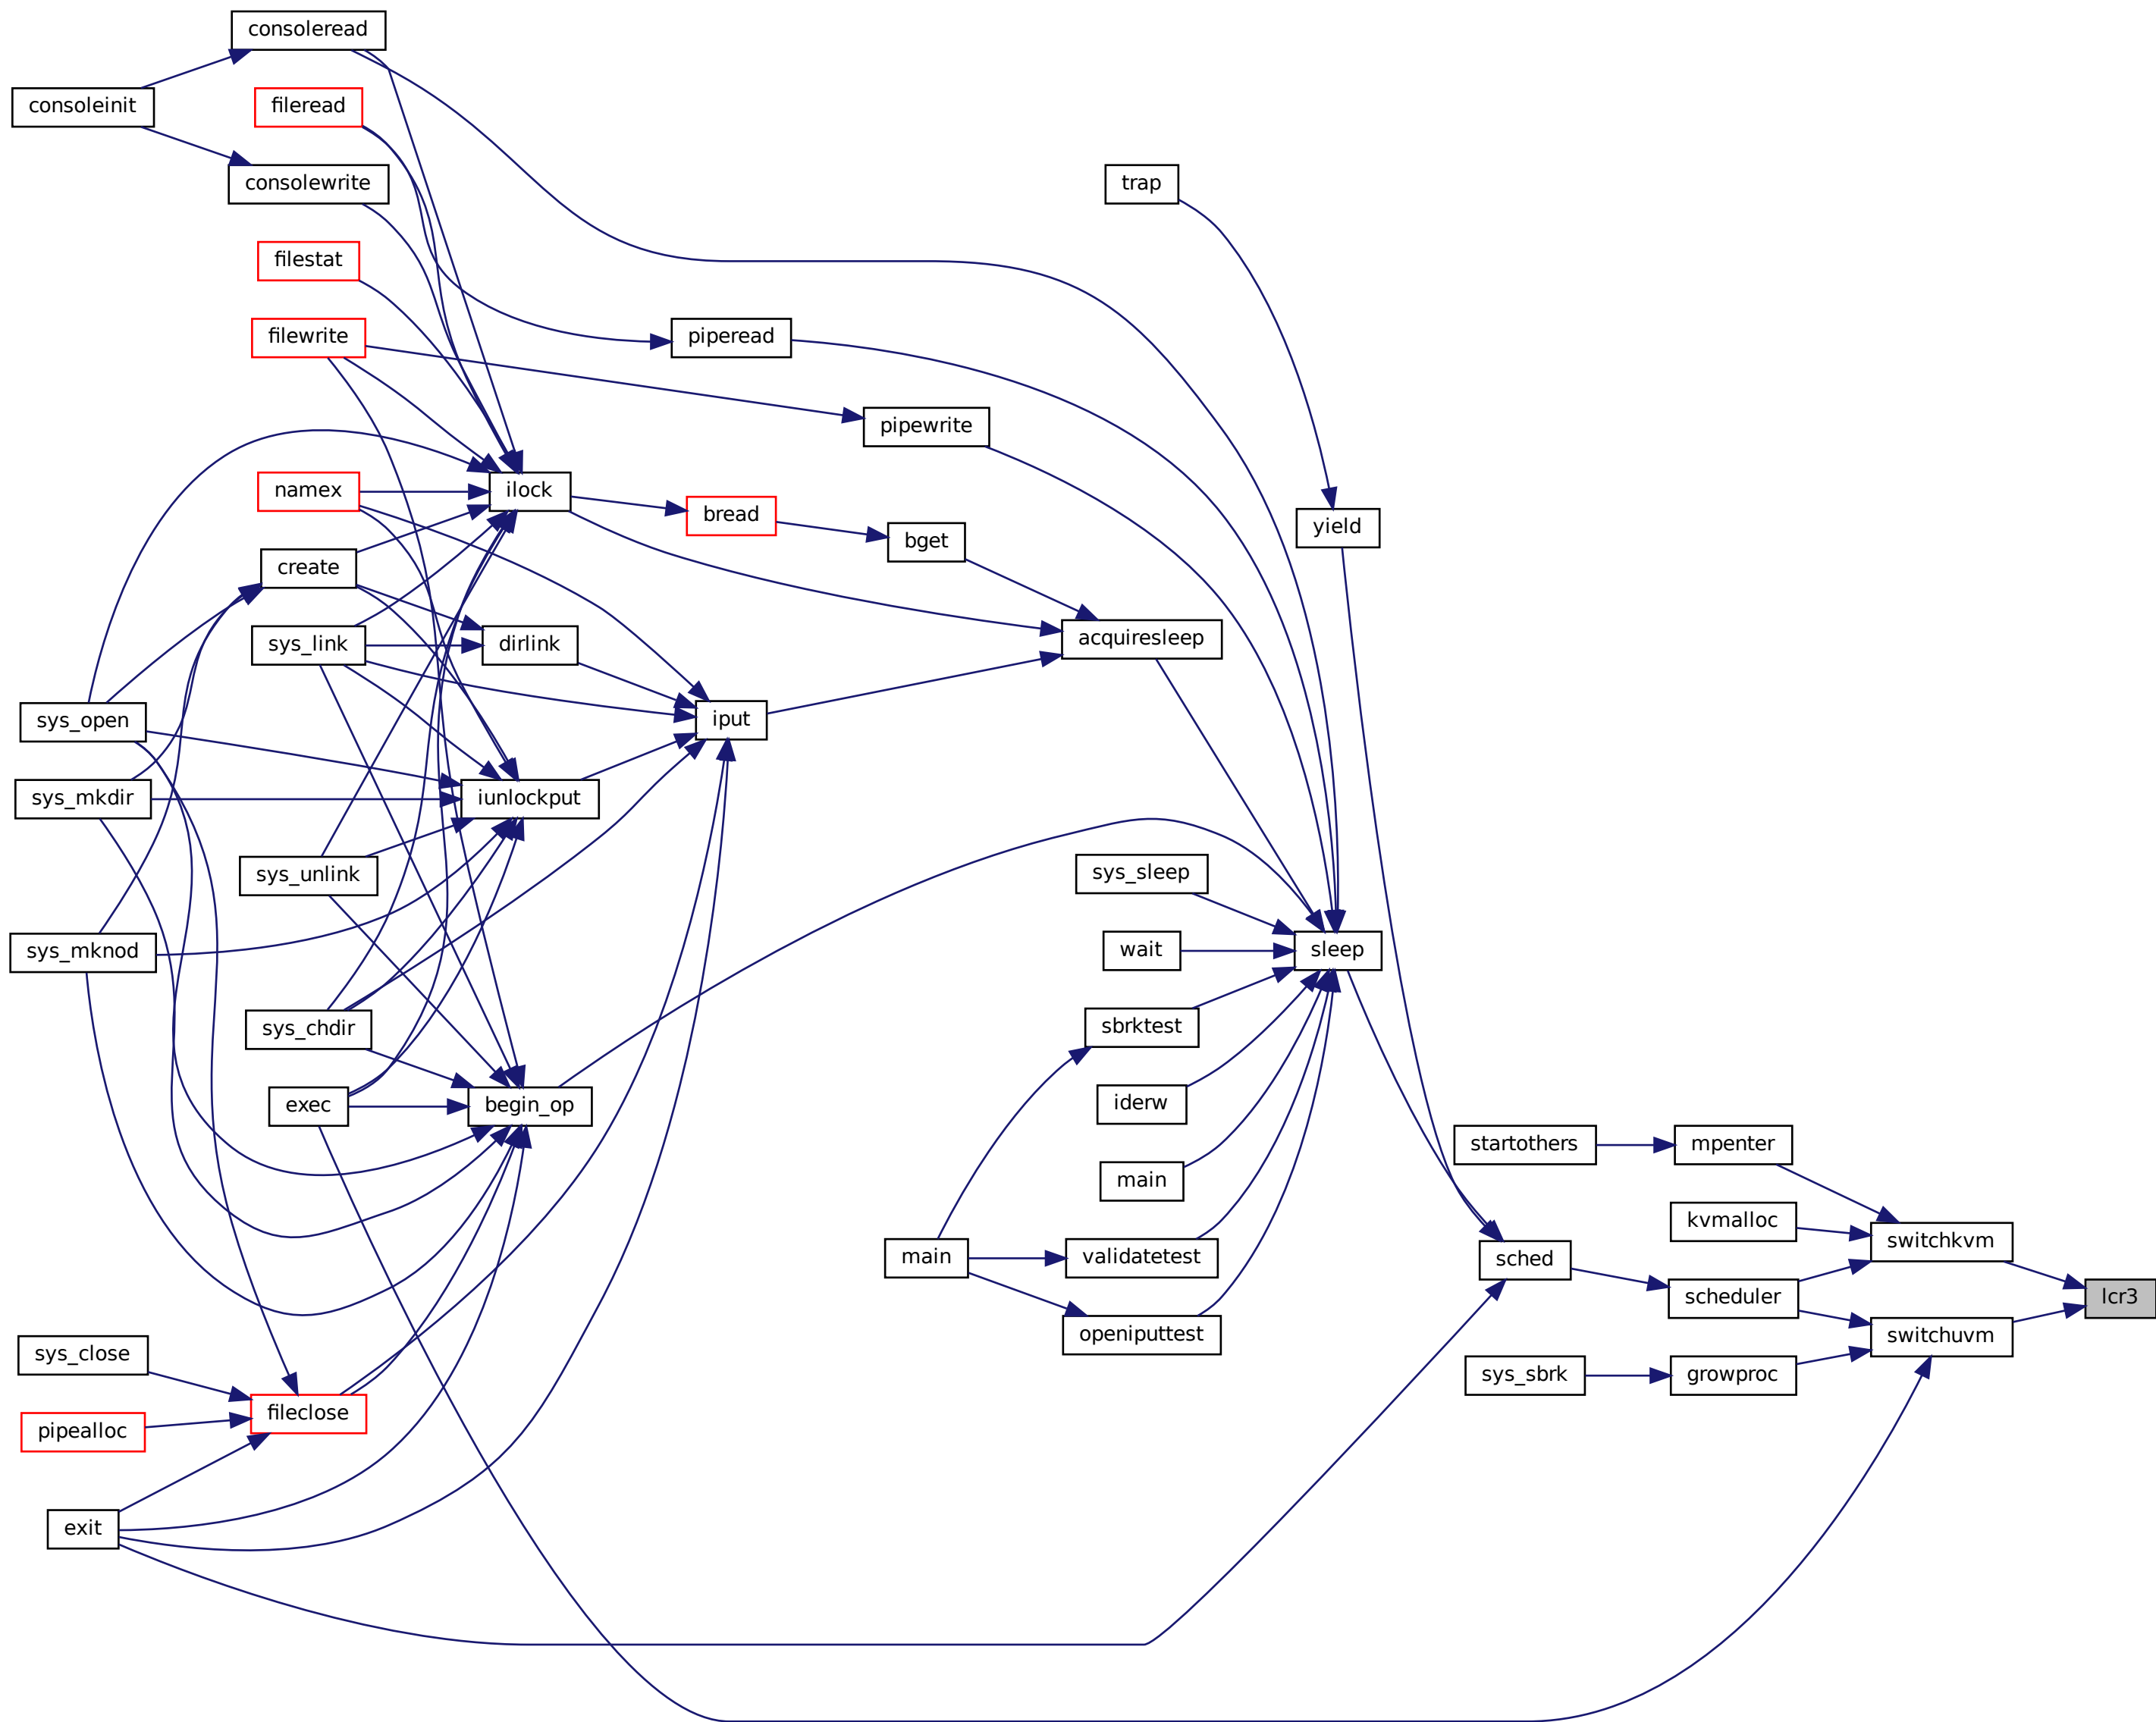 consoleread
consoleinit
fileread
consolewrite
trap
filestat
filewrite
piperead
pipewrite
namex
ilock
bread
bget
yield
create
sys_link
dirlink
acquiresleep
sys_open
iput
sys_mkdir
iunlockput
sys_unlink
sys_sleep
sys_mknod
wait
sleep
sys_chdir
sbrktest
exec
begin_op
iderw
startothers
mpenter
main
kvmalloc
switchkvm
main
validatetest
sched
scheduler
lcr3
sys_close
openiputtest
switchuvm
sys_sbrk
growproc
fileclose
pipealloc
exit